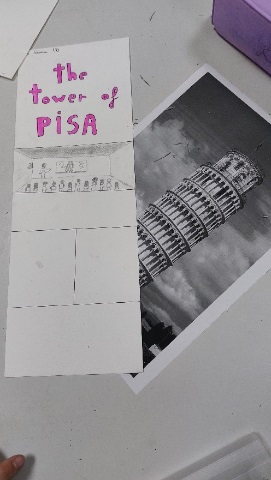 the
tower of
PISA